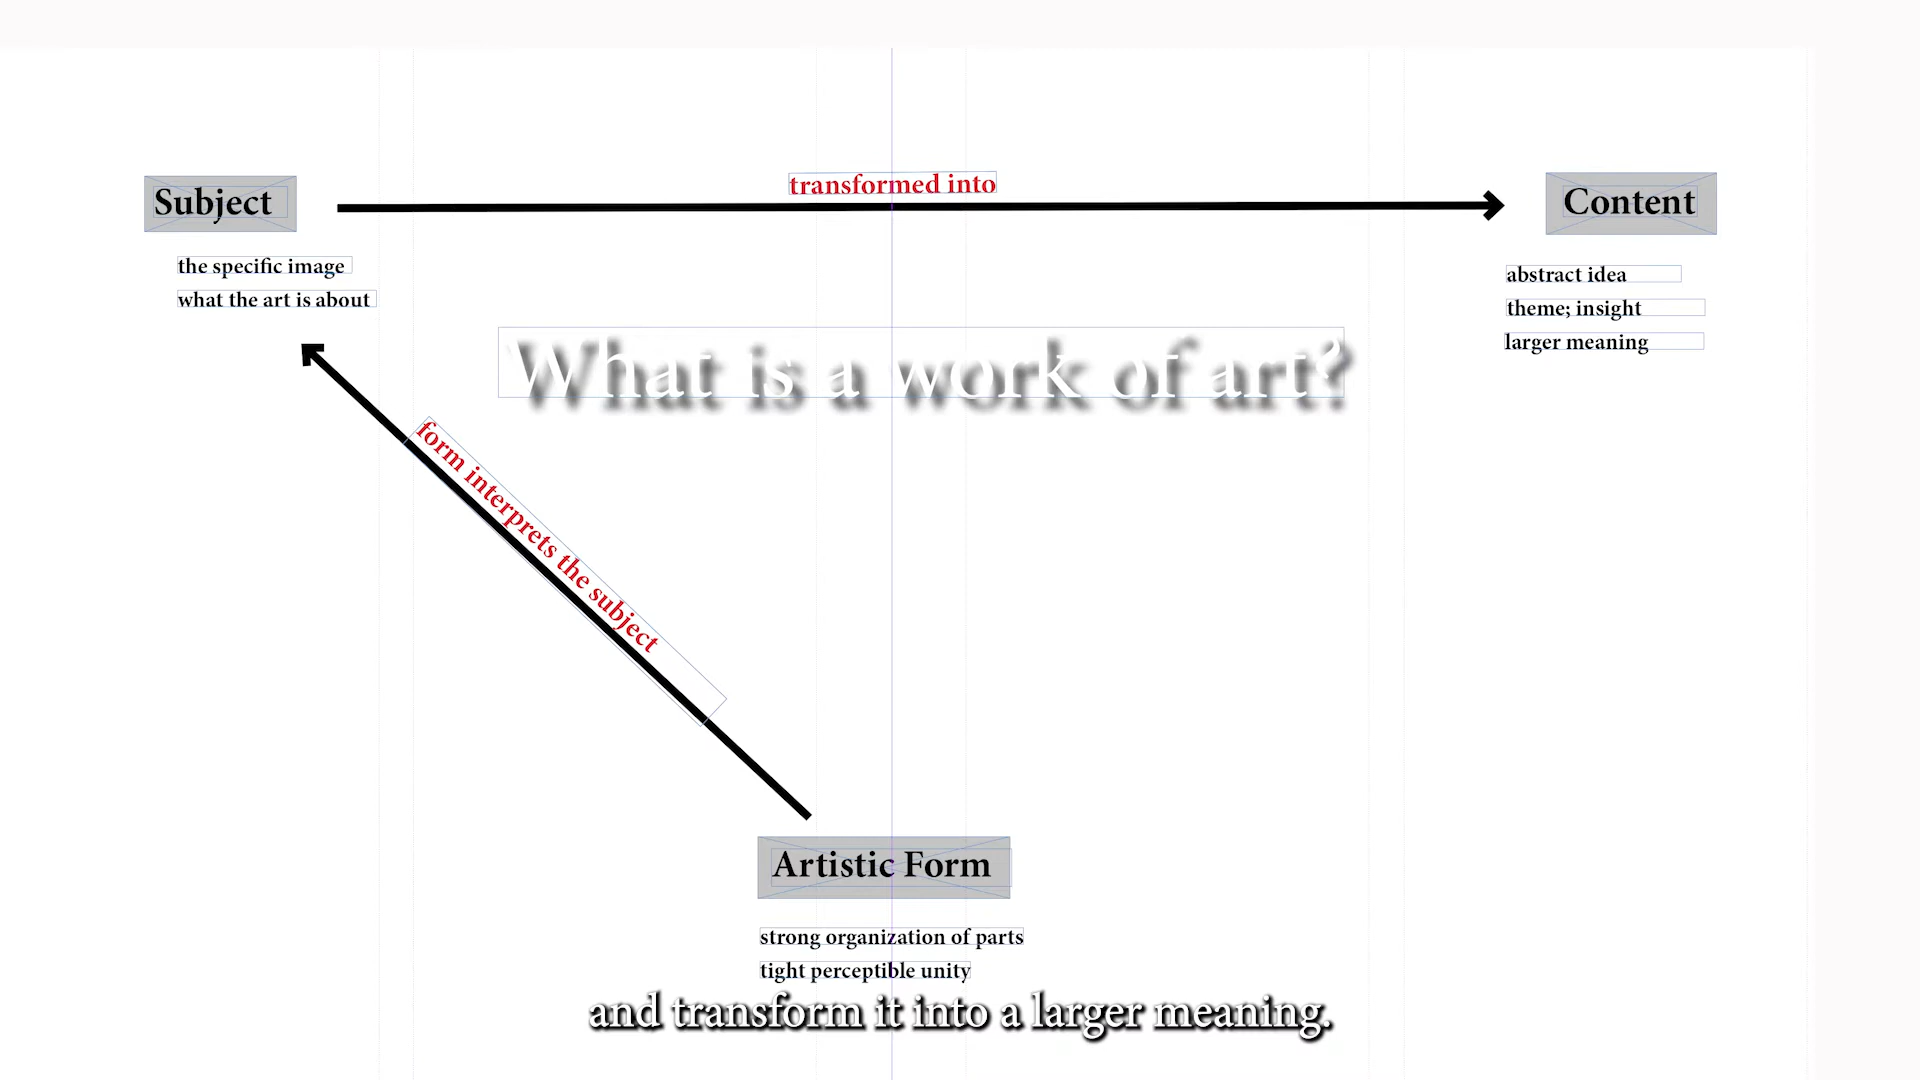 transformed into
Subject
Content
the specific image
what the art is about
abstract idea
theme; insight
larger meaning
What is a work of art?
form interprets the subject
Artistic Form
strong organization of parts
tight perceptible unity
and transform it into a larger meaning.